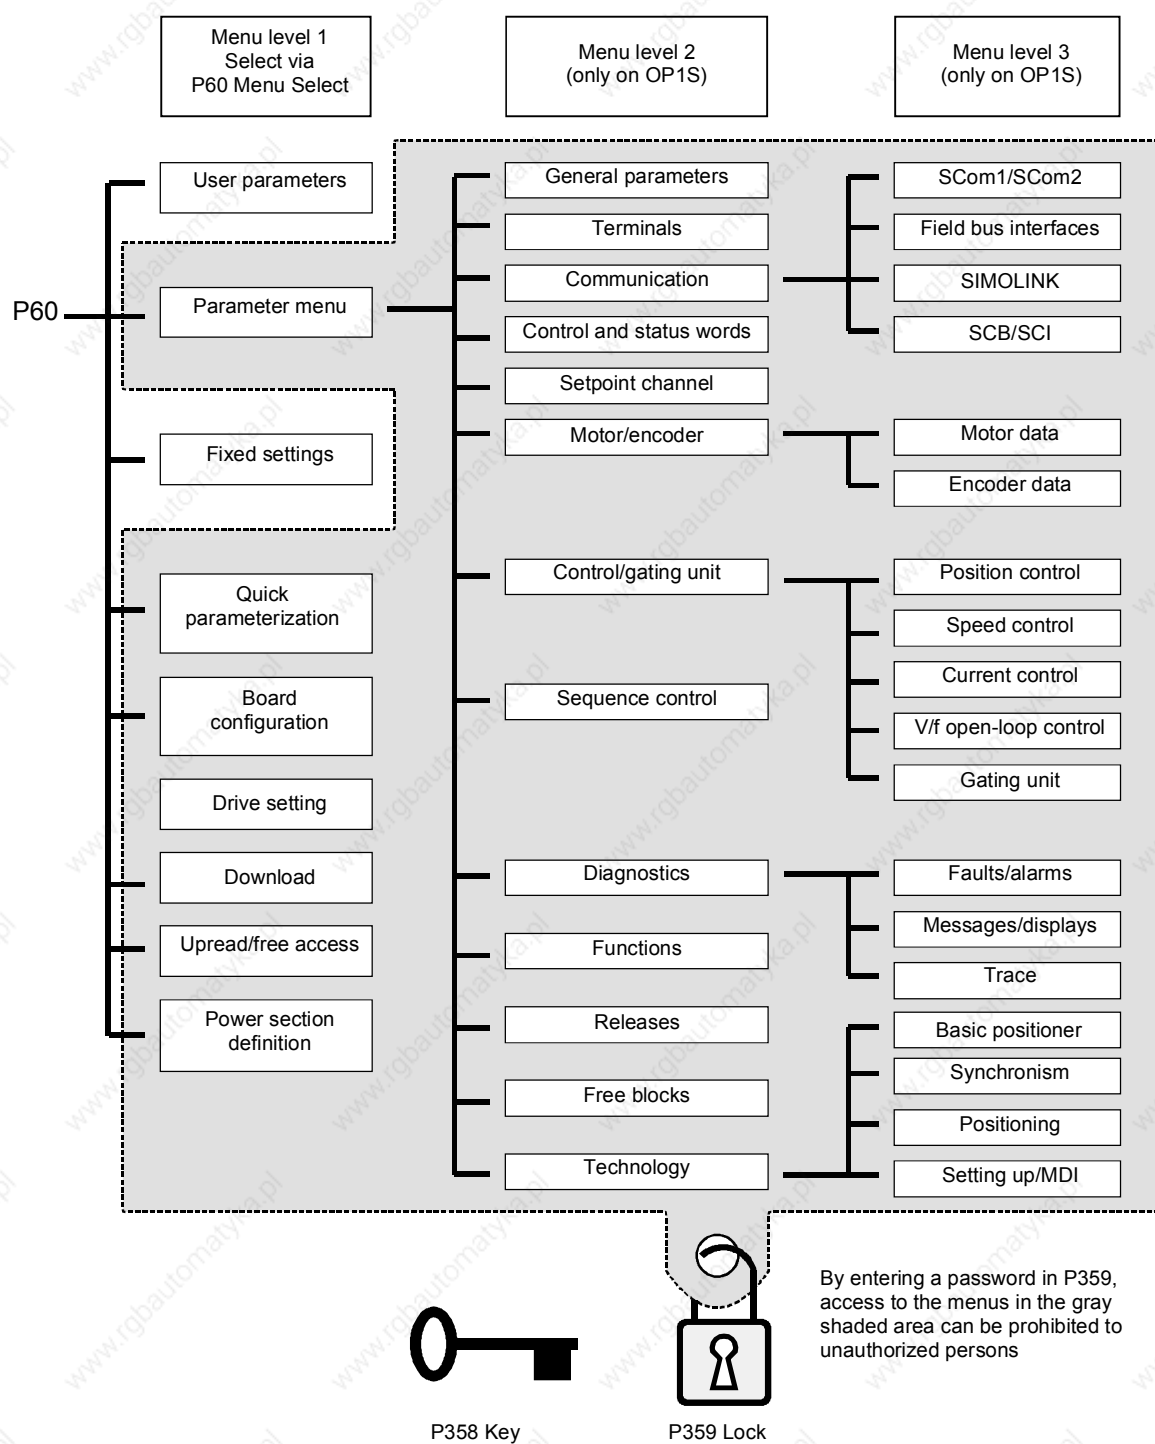 Menu level 1
Select via
P60 Menu Select
Menu level 2
(only on OP1S)
Menu level 3
(only on OP1S)
P60
User parameters
Parameter menu
Fixed settings
Quick
parameterization
Board
configuration
Drive setting
Download
Upread/free access
Power section
definition
General parameters
Terminals
Communication
Control and status words
Setpoint channel
Motor/encoder
Control/gating unit
Sequence control
Diagnostics
Functions
Releases
Free blocks
Technology
SCom1/SCom2
Field bus interfaces
SIMOLINK
SCB/SCI
Motor data
Encoder data
Position control
Speed control
Current control
V/f open-loop control
Gating unit
Faults/alarms
Messages/displays
Trace
Basic positioner
Synchronism
Positioning
Setting up/MDI
By entering a password in P359,
access to the menus in the gray
shaded area can be prohibited to
unauthorized persons
P358 Key
P359 Lock
www.rgbautomatyka.pl